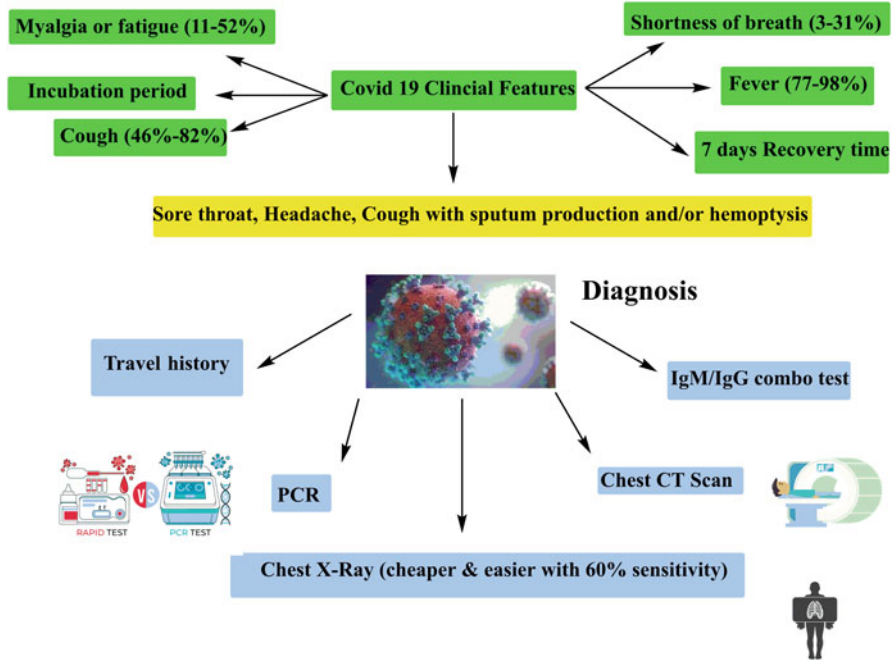 Myalgia or fatigue (11-52%)
Shortness of breath (3-31%)
Incubation period
Covid 19 Clincial Features
Fever (77-98%)
Cough (46%-82%)
7 days Recovery time
Sore throat, Headache, Cough with sputum production and/or hemoptysis
Diagnosis
Travel history
IgM/IgG combo test
VS
RAPID TEST
PCR TEST
PCR
Chest CT Scan
Chest X-Ray (cheaper & easier with 60% sensitivity)